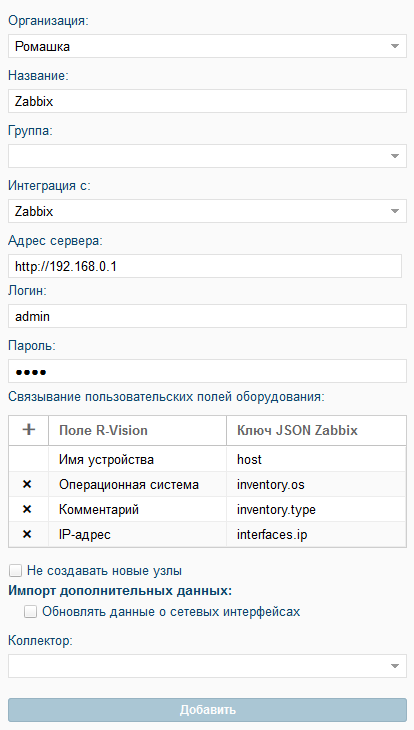 Организация:
Ромашка
Название:
Zabbix
Группа:
Интеграция с:
Zabbix
Адрес сервера:
http://192.168.0.1
Логин:
admin
Пароль:
●●●●
Связывание пользовательских полей оборудования:
+ Поле R-Vision Ключ JSON Zabbix
Имя устройства host
× Операционная система inventory.os
× Комментарий inventory.type
× IP-адрес interfaces.ip
Не создавать новые узлы
Импорт дополнительных данных:
Обновлять данные о сетевых интерфейсах
Коллектор:
Добавить